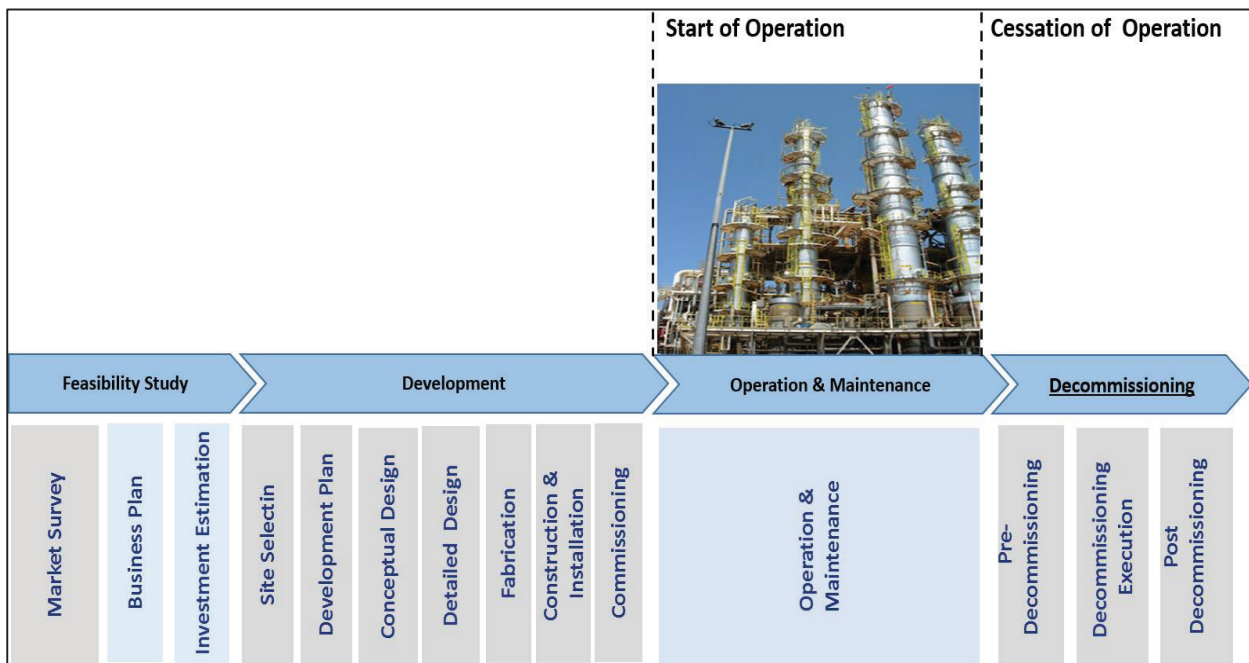 Start of Operation
Cessation of Operation
Feasibility Study
Development
Operation & Maintenance
Decommissioning
Market Survey
Business Plan
Investment Estimation
Site Selectin
Development Plan
Conceptual Design
Detailed Design
Fabrication
Construction &
Installation
Commissioning
Operation &
Maintenance
Pre-
Decommissioning
Decommissioning
Execution
Post
Decommissioning